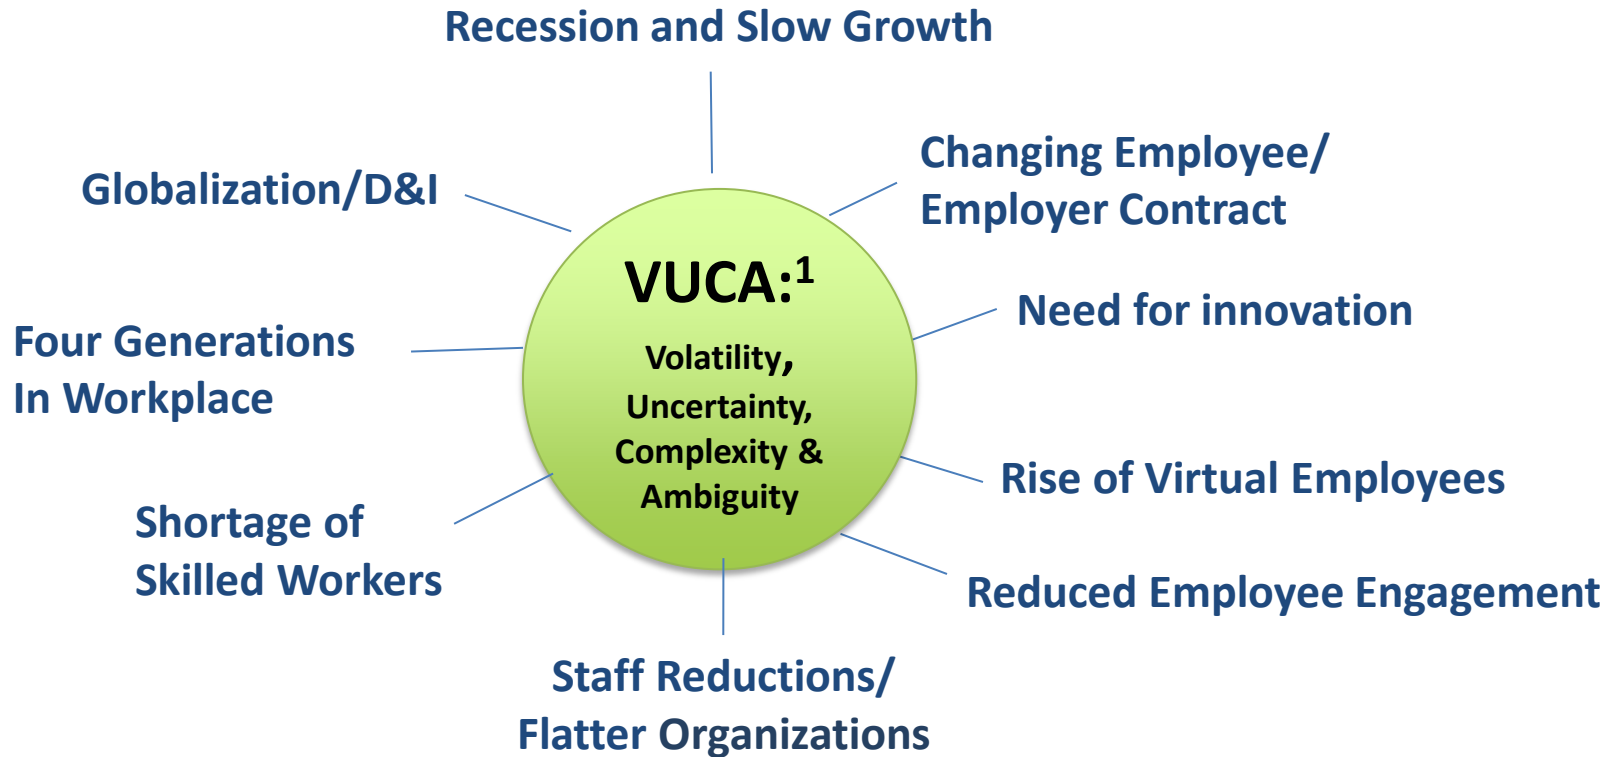 Recession and Slow Growth
Changing Employee/
Employer Contract
Globalization/D&I
VUCA:¹
Volatility,
Uncertainty,
Complexity &
Ambiguity
Need for innovation
Four Generations
In Workplace
Rise of Virtual Employees
Shortage of
Skilled Workers
Reduced Employee Engagement
Staff Reductions/
Flatter Organizations